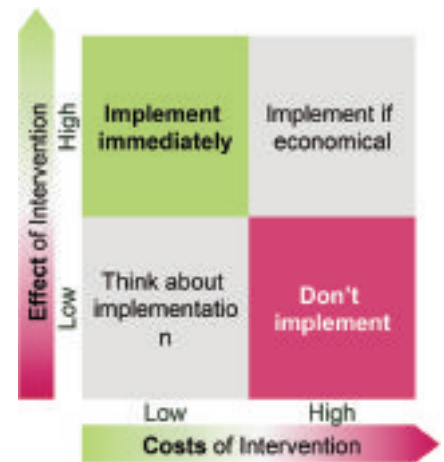 Effect of Intervention
High
Low
Implement
immediately
Implement if
economical
Think about
implementatio
n
Don't
implement
Low
High
Costs of Intervention